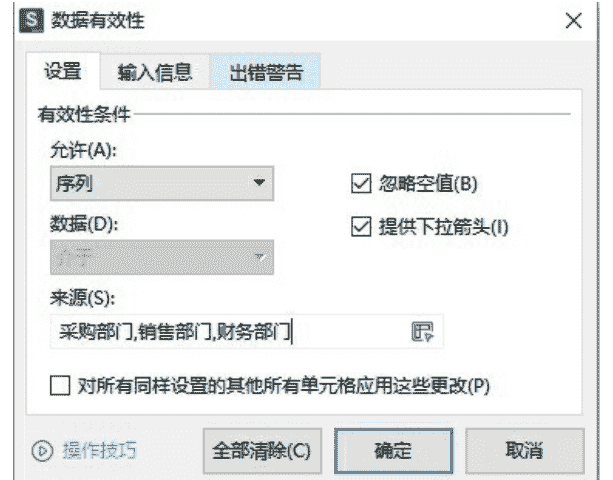 S 数据有效性
设置 输入信息 出错警告
有效性条件
允许(A):
序列
忽略空值(B)
数据(D):
提供下拉箭头(I)
介于
来源(S):
采购部门,销售部门,财务部门
对所有同样设置的其他所有单元格应用这些更改(P)
操作技巧 全部清除(C) 确定 取消